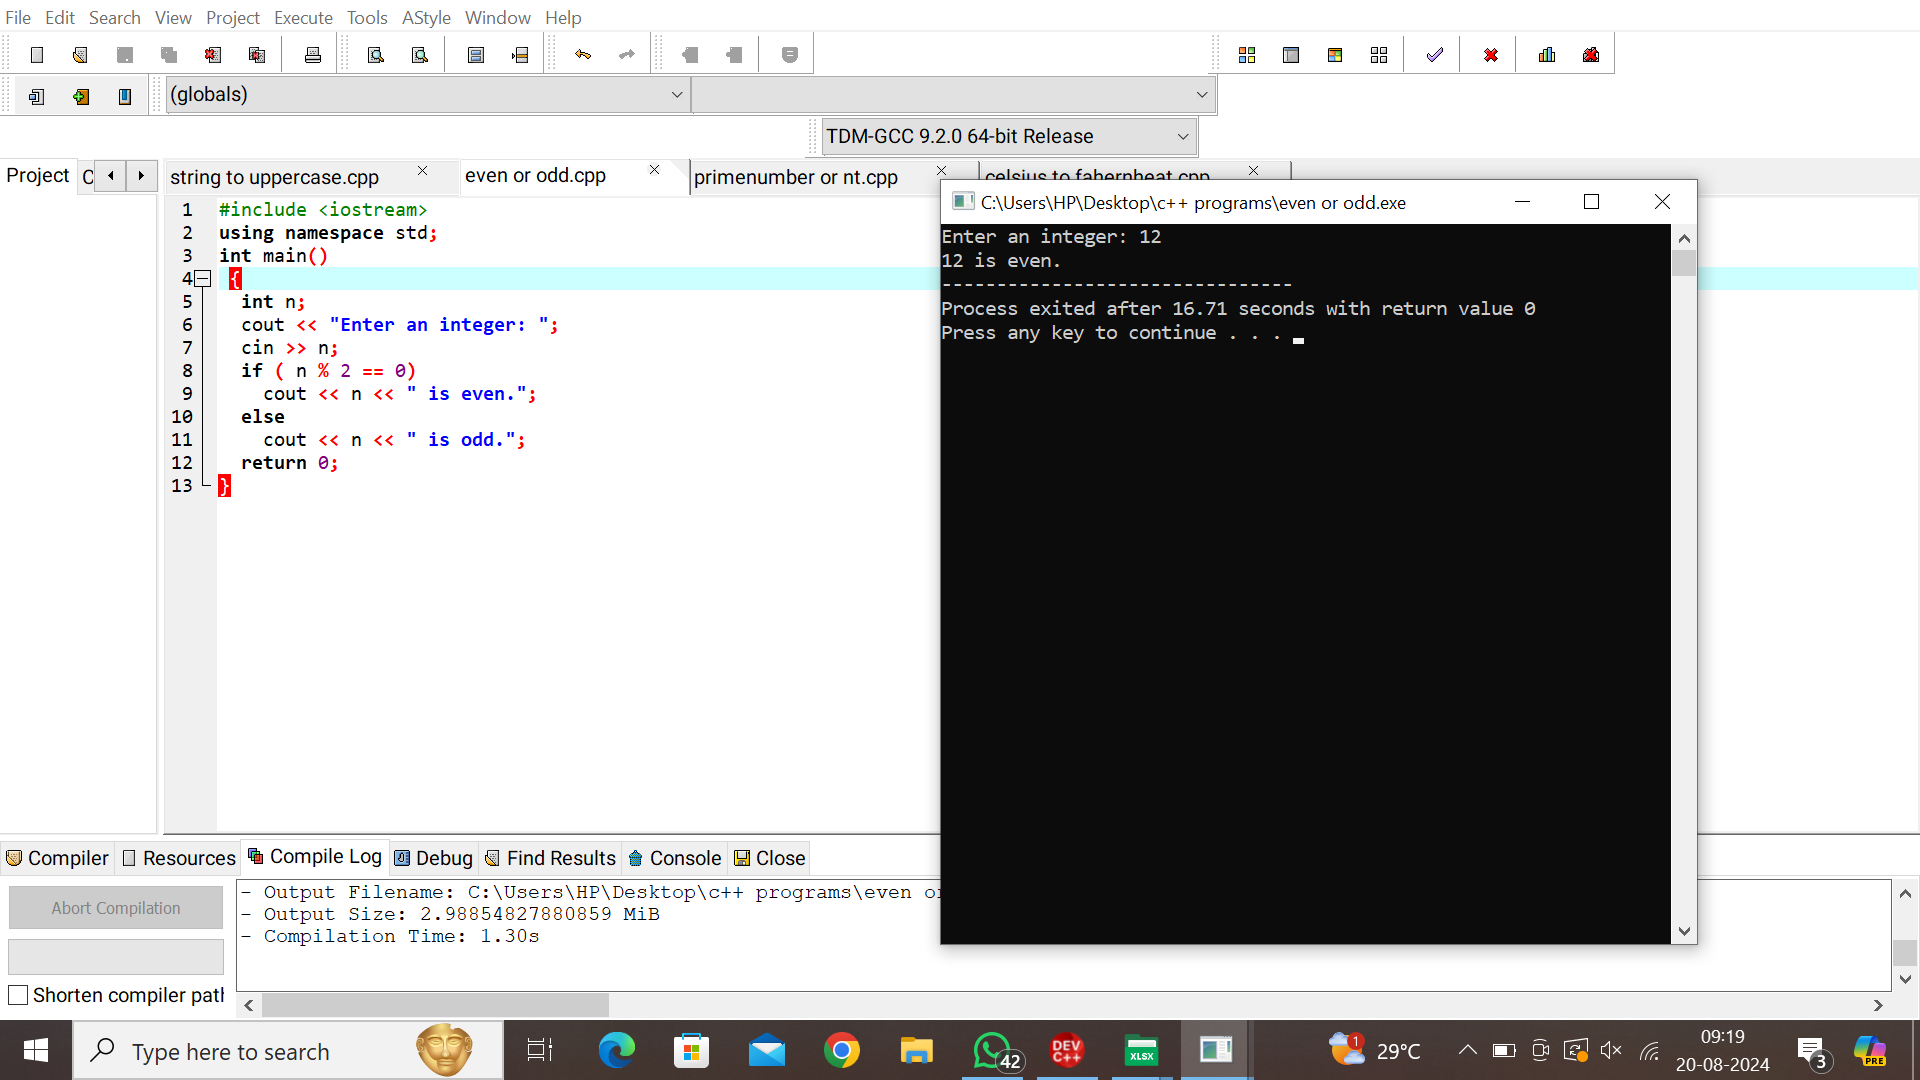 File Edit Search View Project Execute Tools AStyle Window Help
(globals)
TDM-GCC 9.2.0 64-bit Release
Project C string to uppercase.cpp even or odd.cpp primenumber or nt.cpp celsius to fahernheat.cpp
1 #include <iostream>
2 using namespace std;
3 int main()
4 {
5 int n;
6 cout << "Enter an integer: ";
7 cin >> n;
8 if ( n % 2 == 0)
9 cout << n << " is even.";
10 else
11 cout << n << " is odd.";
12 return 0;
13 }
C:\Users\HP\Desktop\c++ programs\even or odd.exe
Enter an integer: 12
12 is even.
--------------------------------
Process exited after 16.71 seconds with return value 0
Press any key to continue . . .
Compiler Resources Compile Log Debug Find Results Console Close
Abort Compilation
Shorten compiler path
- Output Filename: C:\Users\HP\Desktop\c++ programs\even or
- Output Size: 2.98854827880859 MiB
- Compilation Time: 1.30s
Type here to search
42
DEV C++
XLSX
1
29°C
09:19
20-08-2024
3
PRE